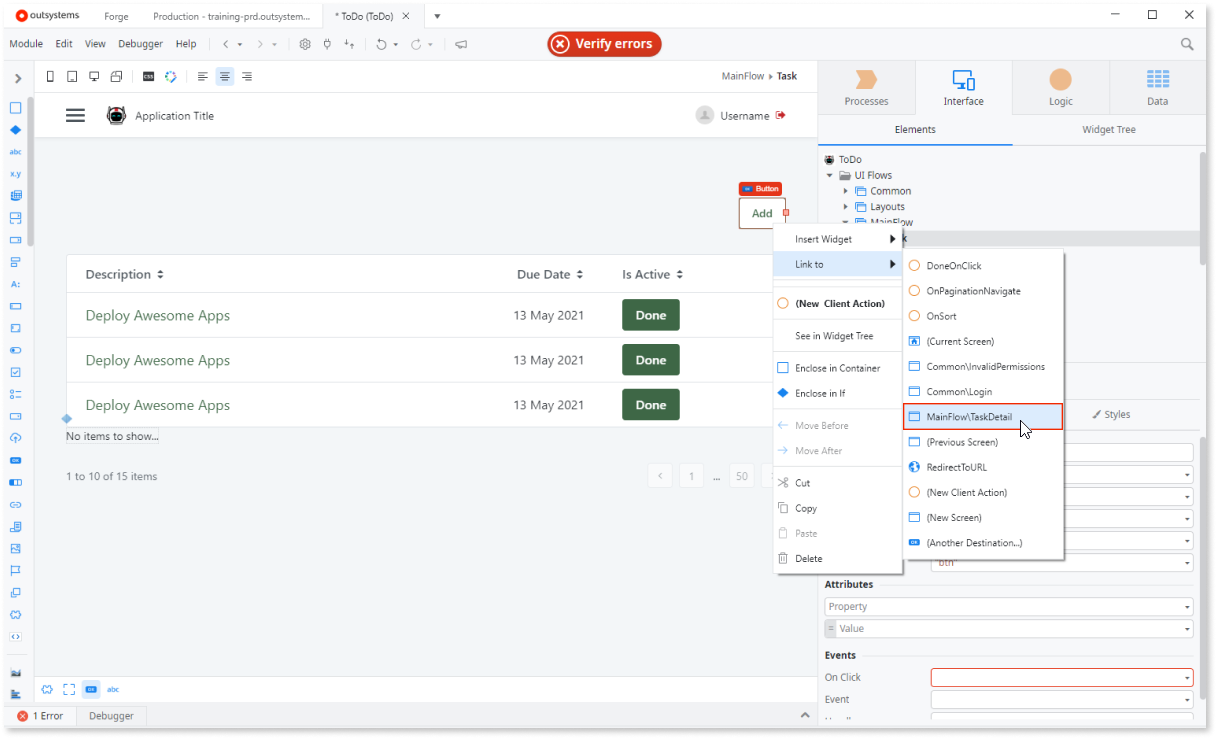 outsystems
Forge
Production - training-prd.outsystem...
* ToDo (ToDo)
Module Edit View Debugger Help
Verify errors
MainFlow Task
Processes
Interface
Logic
Data
Application Title
Username
Elements
Widget Tree
ToDo
UI Flows
Common
Layouts
MainFlow
Button
Add
Insert Widget
Link to
(New Client Action)
See in Widget Tree
Enclose in Container
Enclose in If
Move Before
Move After
Cut
Copy
Paste
Delete
DoneOnClick
OnPaginationNavigate
OnSort
(Current Screen)
Common\InvalidPermissions
Common\Login
MainFlow\TaskDetail
(Previous Screen)
RedirectToURL
(New Client Action)
(New Screen)
(Another Destination...)
Description Due Date Is Active
Deploy Awesome Apps 13 May 2021 Done
Deploy Awesome Apps 13 May 2021 Done
Deploy Awesome Apps 13 May 2021 Done
No items to show...
1 to 10 of 15 items
< 1 ... 50
CSS
abc
x,y
A:
Styles
"btn"
Attributes
Property
= Value
Events
On Click
Event
OK
abc
1 Error
Debugger